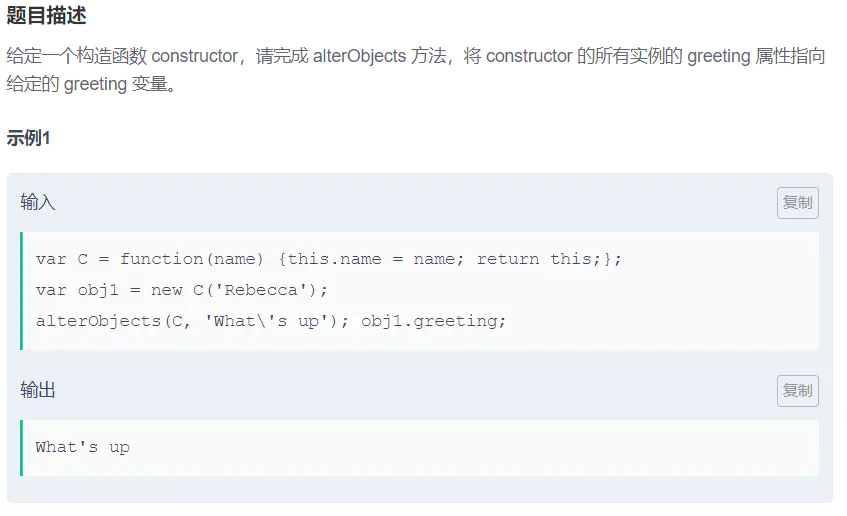 题目描述
给定一个构造函数 constructor，请完成 alterObjects 方法，将 constructor 的所有实例的 greeting 属性指向
给定的 greeting 变量。
示例1
输入
复制
var C = function(name) {this.name = name; return this;};
var obj1 = new C('Rebecca');
alterObjects(C, 'What\'s up'); obj1.greeting;
输出
复制
What's up